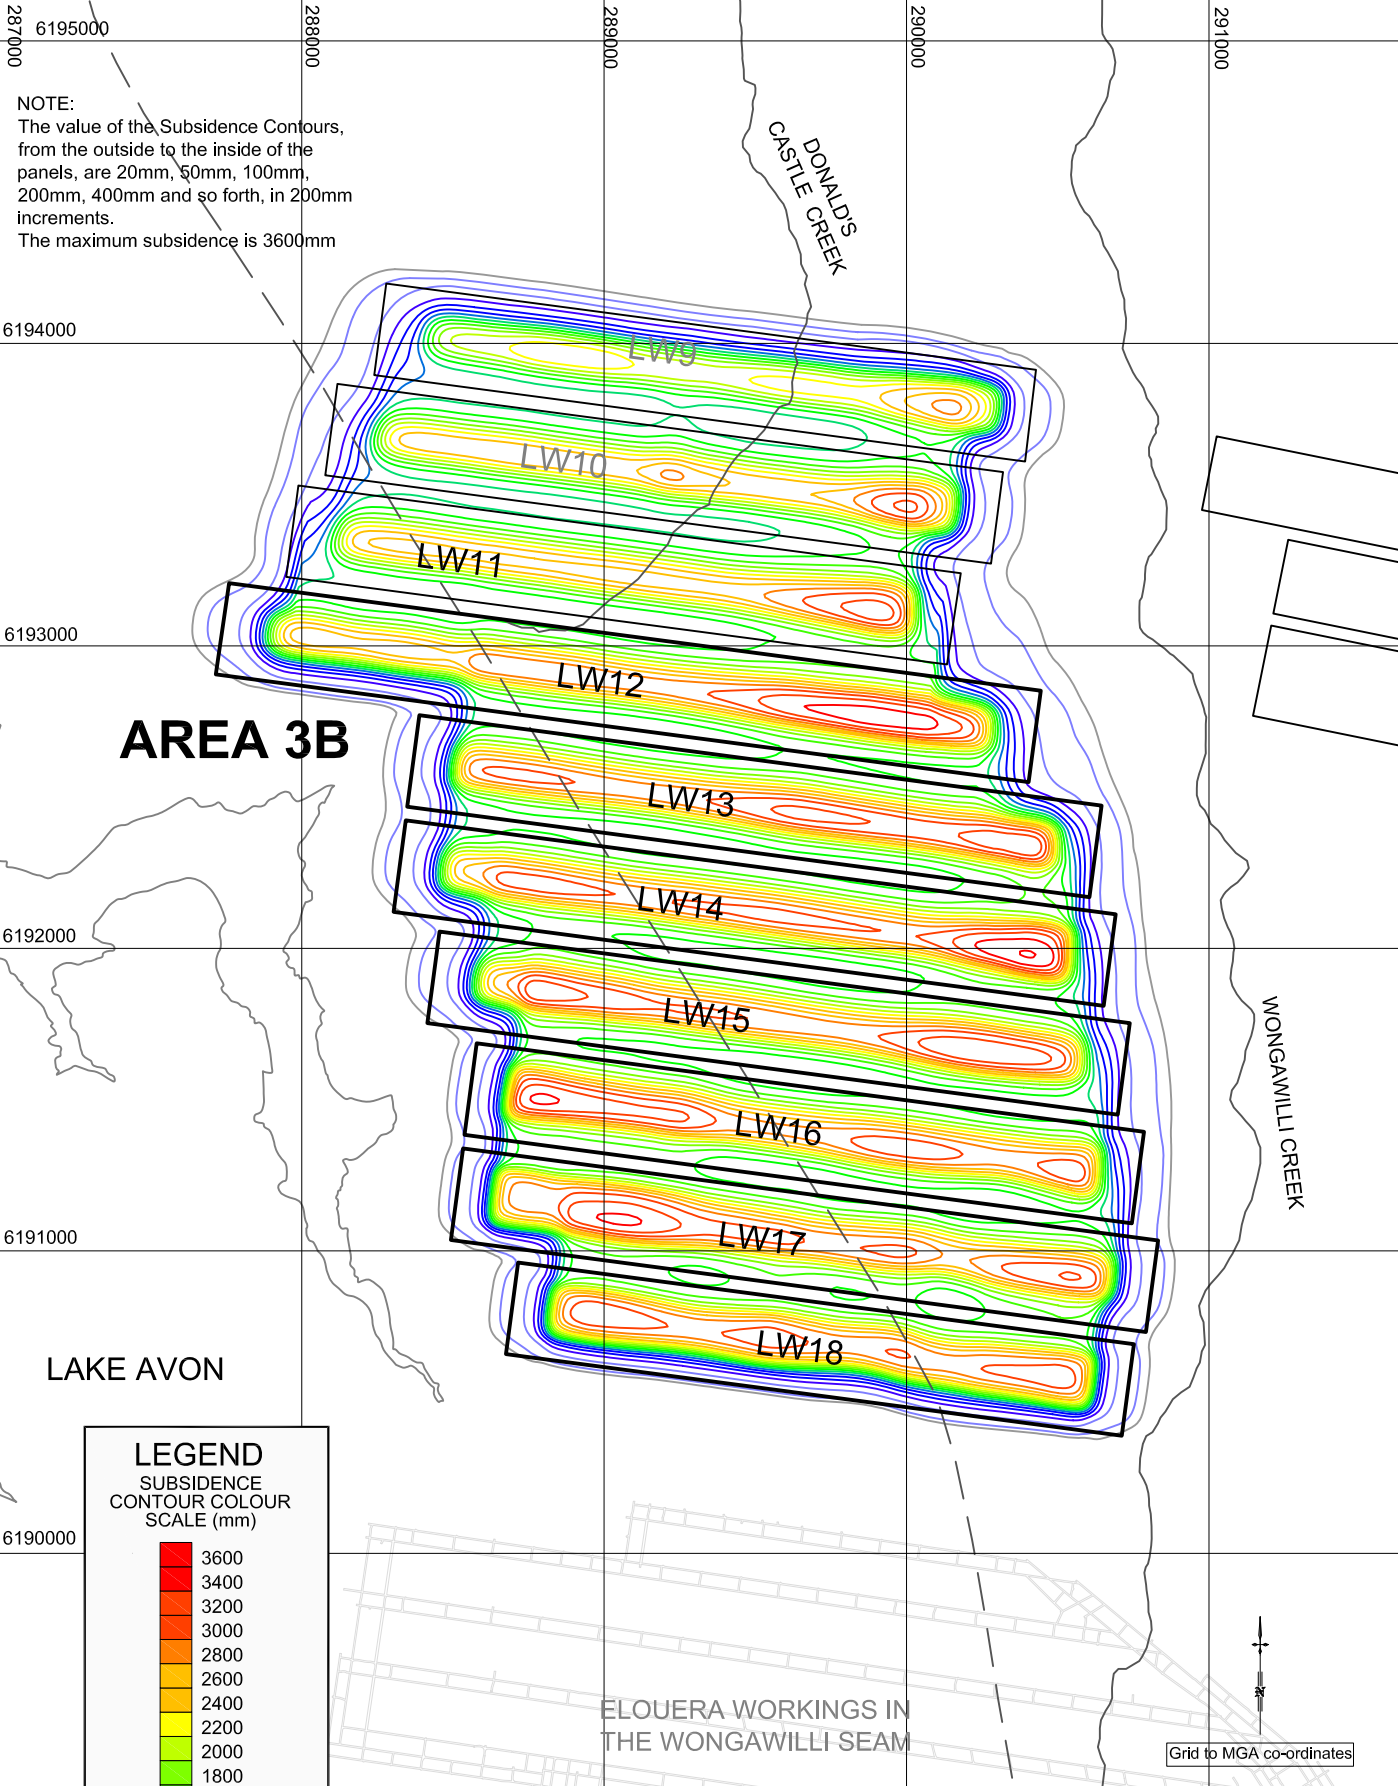 287000
288000
289000
290000
291000
6195000
NOTE:
The value of the Subsidence Contours,
from the outside to the inside of the
panels, are 20mm, 50mm, 100mm,
200mm, 400mm and so forth, in 200mm
increments.
The maximum subsidence is 3600mm
DONALD'S
CASTLE CREEK
6194000
LW9
LW10
LW11
6193000
LW12
AREA 3B
LW13
LW14
6192000
LW15
WONGAWILLI CREEK
LW16
LW17
6191000
LW18
LAKE AVON
LEGEND
SUBSIDENCE
CONTOUR COLOUR
SCALE (mm)
6190000
3600
3400
3200
3000
2800
2600
2400
2200
2000
1800
ELOUERA WORKINGS IN
THE WONGAWILLI SEAM
N
Grid to MGA co-ordinates